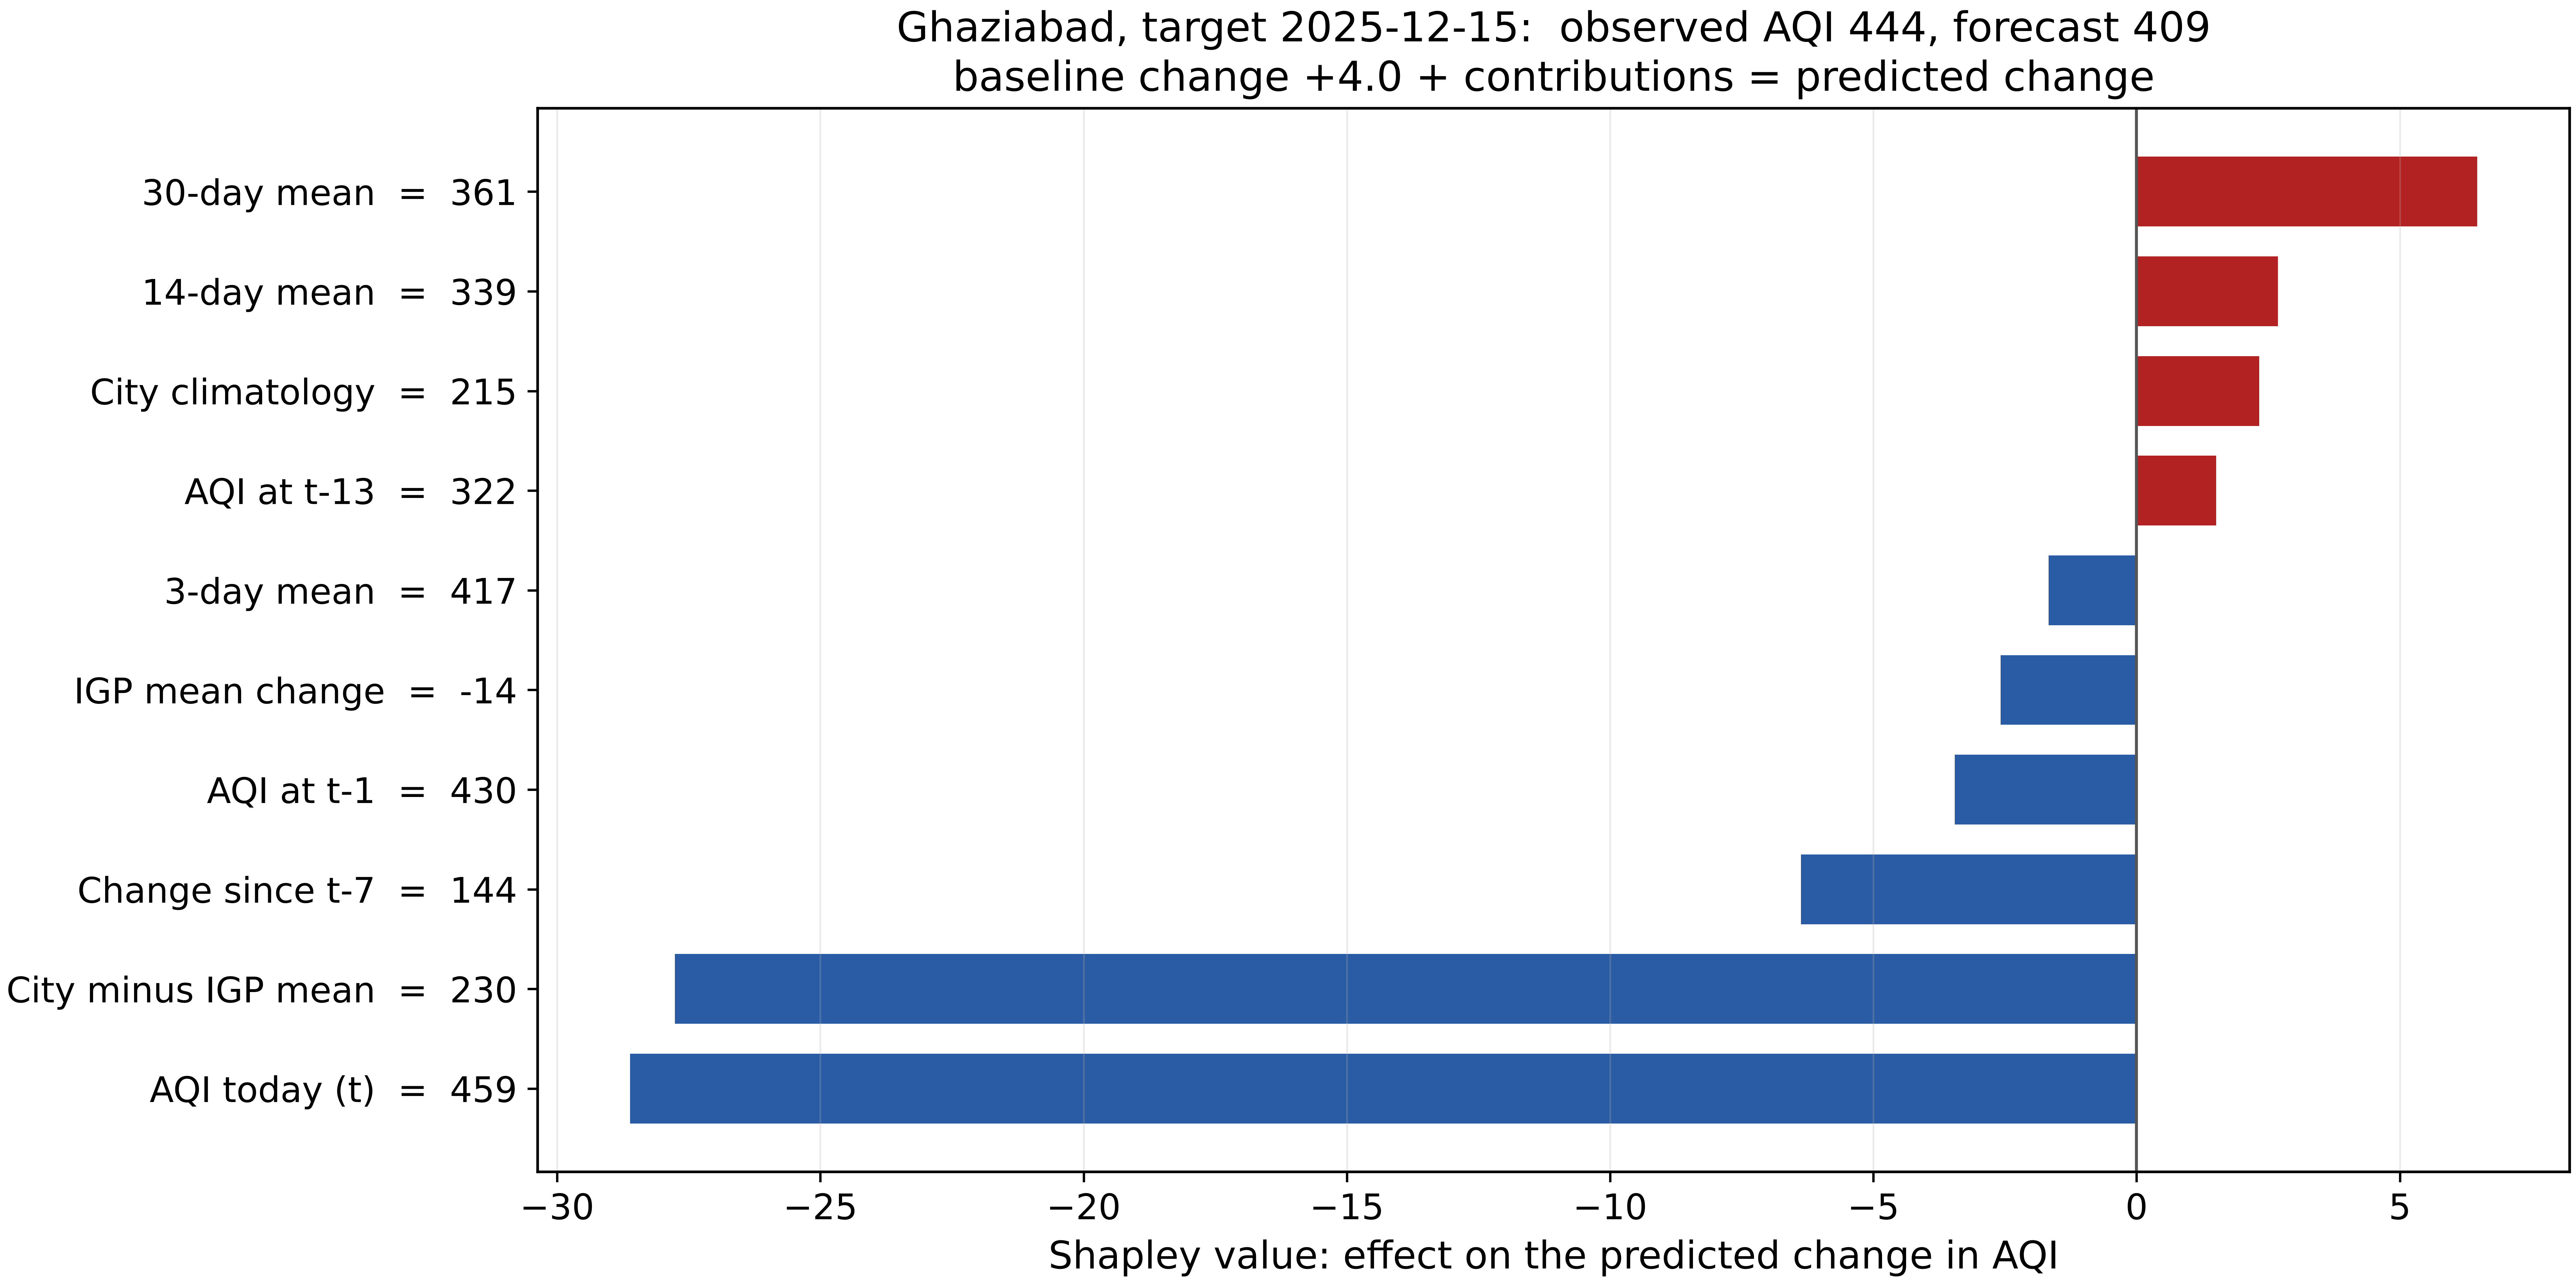 Ghaziabad, target 2025-12-15:  observed AQI 444, forecast 409
baseline change +4.0 + contributions = predicted change
30-day mean  =  361
14-day mean  =  339
City climatology  =  215
AQI at t-13  =  322
3-day mean  =  417
IGP mean change  =  -14
AQI at t-1  =  430
Change since t-7  =  144
City minus IGP mean  =  230
AQI today (t)  =  459
−30 −25 −20 −15 −10 −5 0 5
Shapley value: effect on the predicted change in AQI